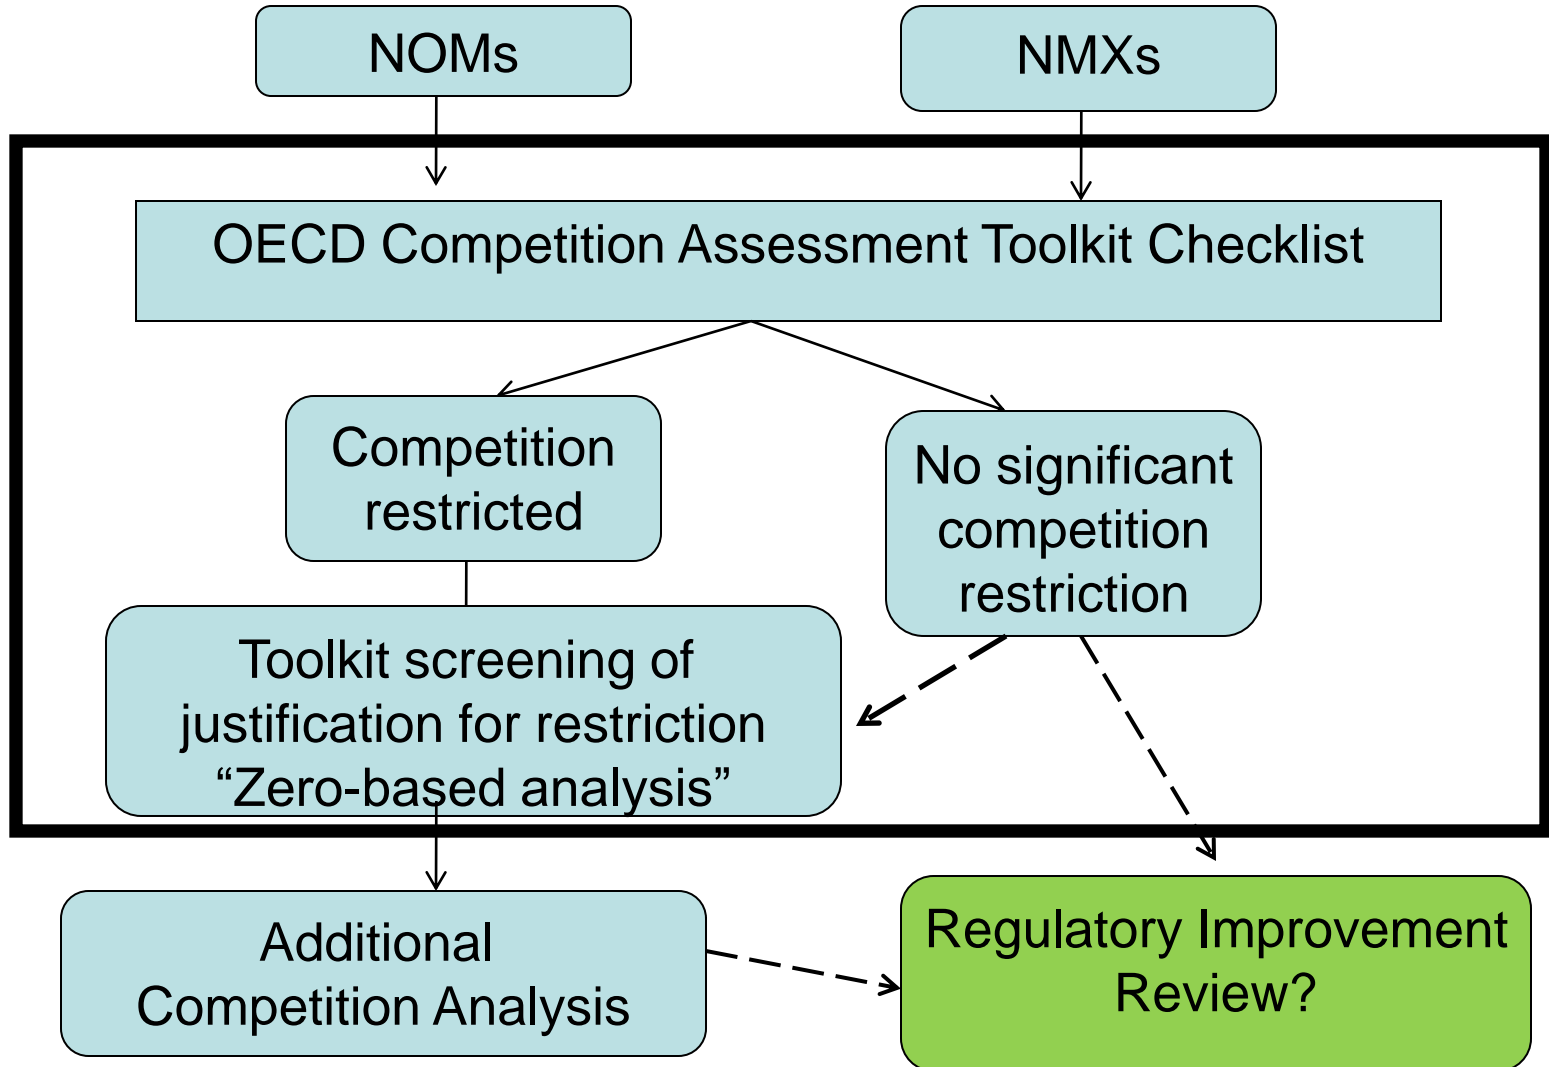 NOMs
NMXs
OECD Competition Assessment Toolkit Checklist
Competition
restricted
No significant
competition
restriction
Toolkit screening of
justification for restriction
“Zero-based analysis”
Additional
Competition Analysis
Regulatory Improvement
Review?